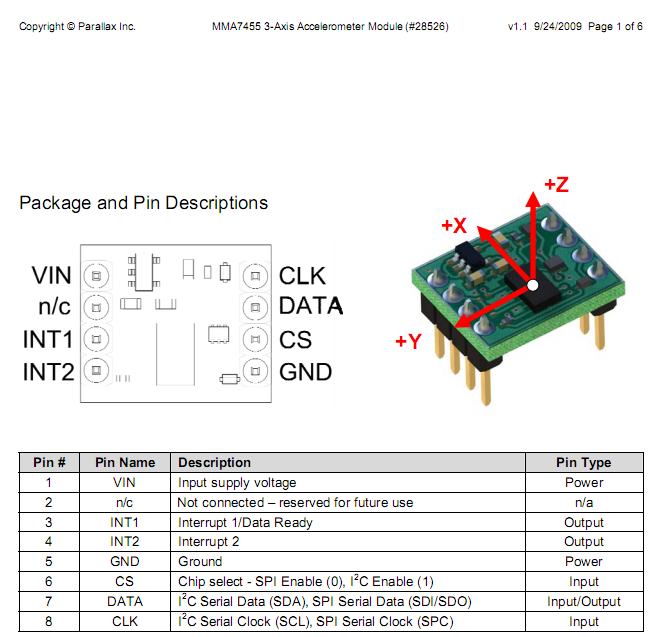 Copyright © Parallax Inc. MMA7455 3-Axis Accelerometer Module (#28526) v1.1 9/24/2009 Page 1 of 6
Package and Pin Descriptions
VIN CLK
n/c DATA
INT1 CS
INT2 GND
+Z
+X
+Y
Pin # Pin Name Description Pin Type
1 VIN Input supply voltage Power
2 n/c Not connected – reserved for future use n/a
3 INT1 Interrupt 1/Data Ready Output
4 INT2 Interrupt 2 Output
5 GND Ground Power
6 CS Chip select - SPI Enable (0), I²C Enable (1) Input
7 DATA I²C Serial Data (SDA), SPI Serial Data (SDI/SDO) Input/Output
8 CLK I²C Serial Clock (SCL), SPI Serial Clock (SPC) Input